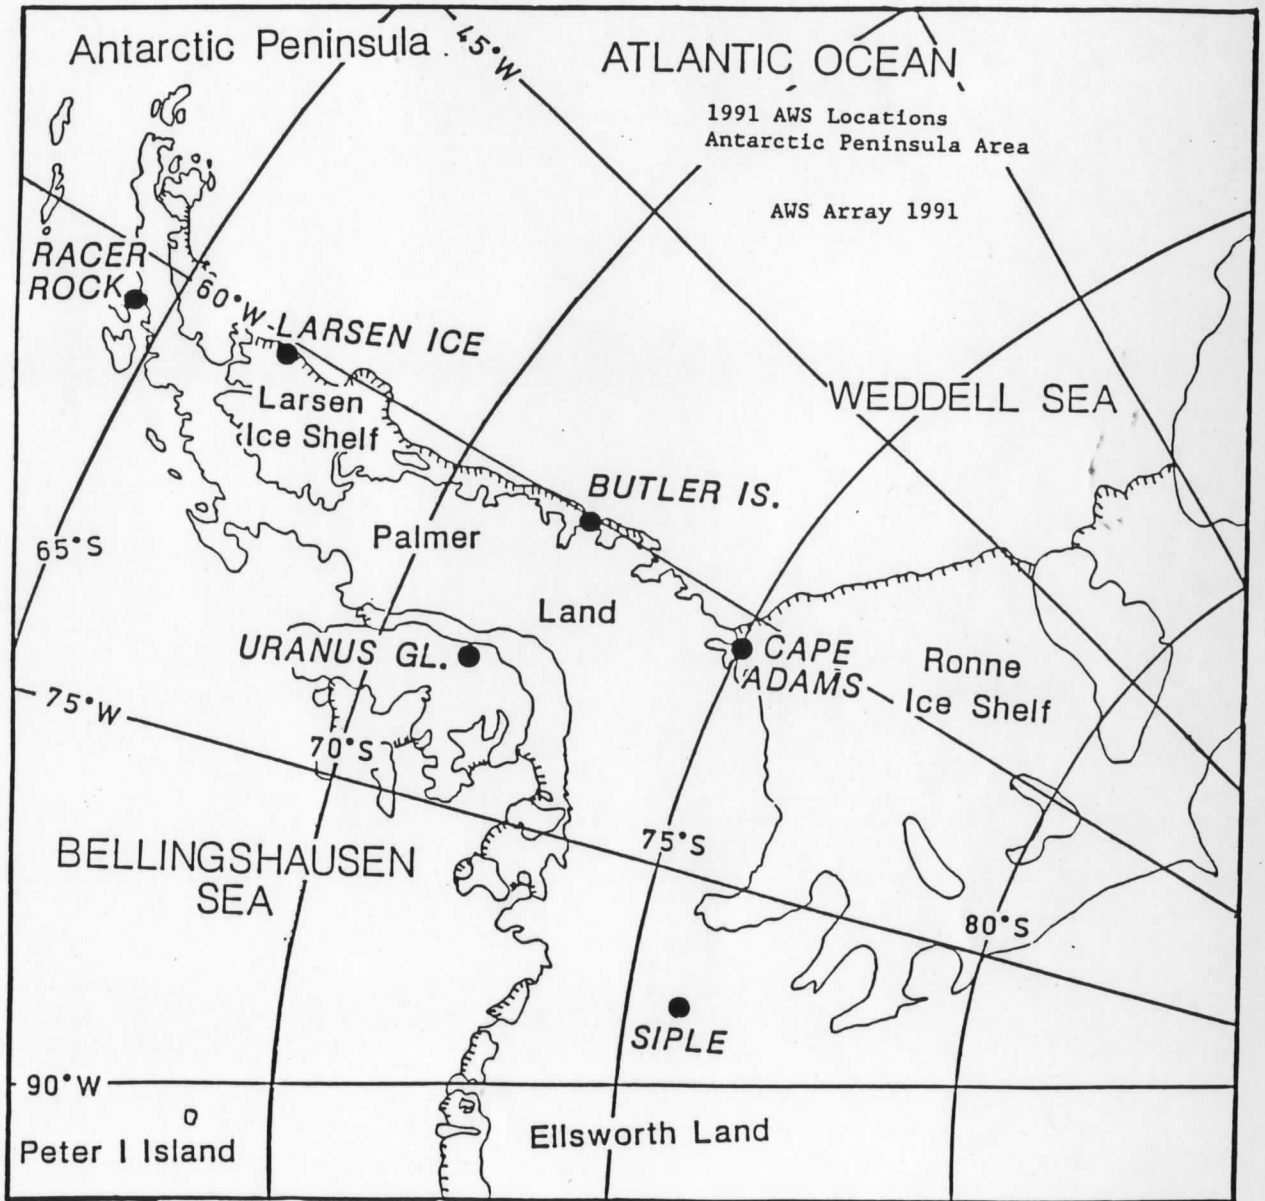 Antarctic Peninsula
45°W
ATLANTIC OCEAN
1991 AWS Locations
Antarctic Peninsula Area
AWS Array 1991
RACER
ROCK
60°W
LARSEN ICE
Larsen
Ice Shelf
WEDDELL SEA
BUTLER IS.
65°S
Palmer
Land
URANUS GL.
CAPE
ADAMS
Ronne
Ice Shelf
75°W
70°S
75°S
BELLINGSHAUSEN
SEA
80°S
SIPLE
90°W
Peter I Island
Ellsworth Land